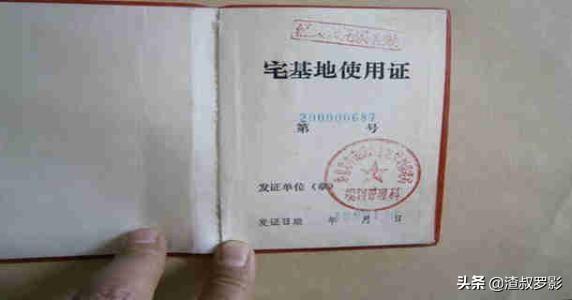 宅基地使用证
200000687
第 号
发证单位（章）
发证日期 年 月 日
头条 @渣叔罗影